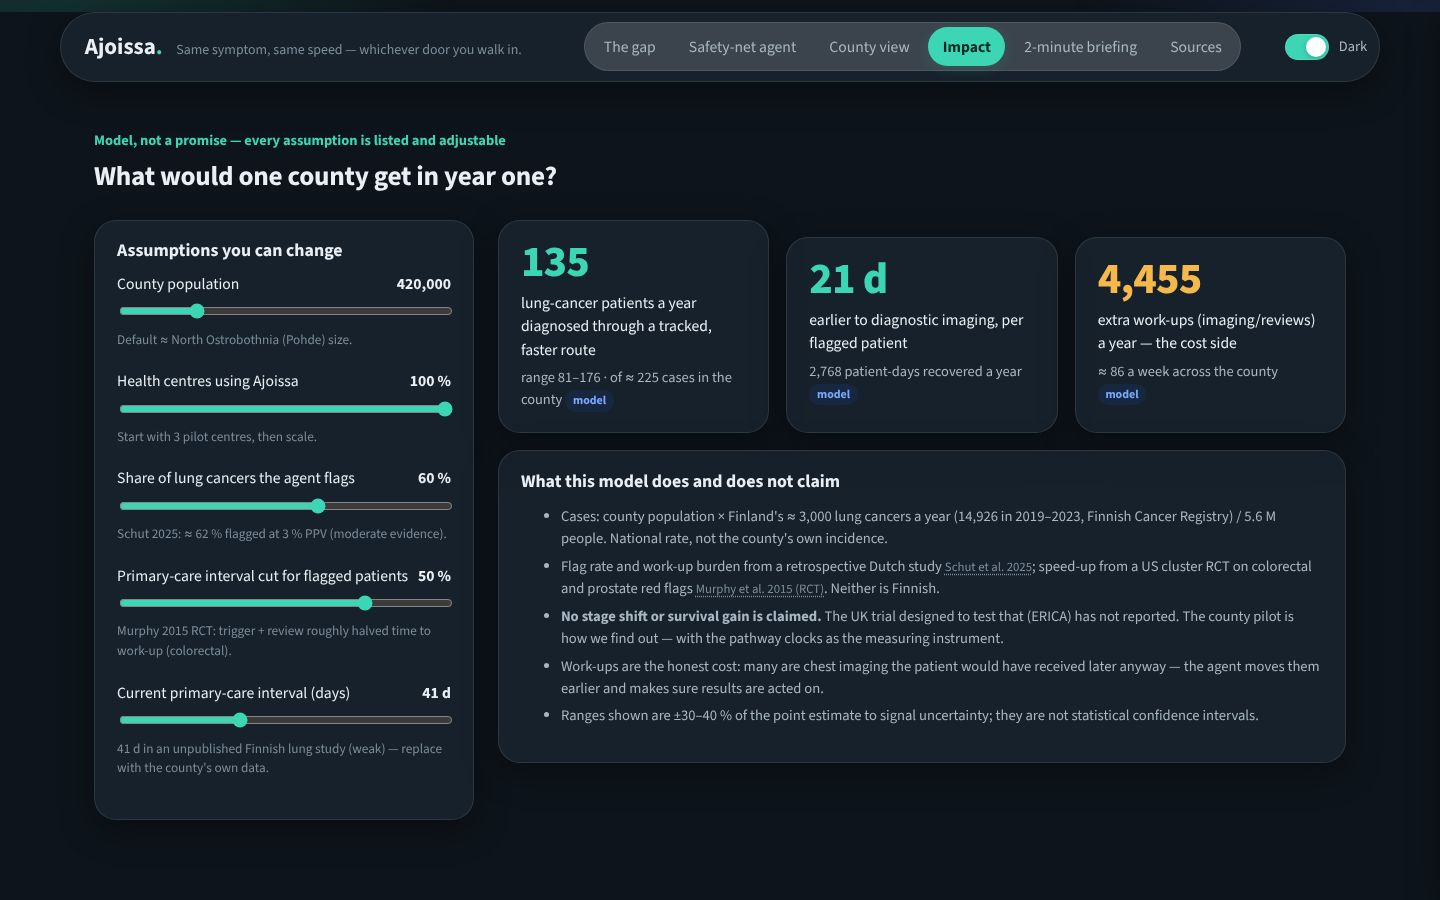 Ajoissa.
Same symptom, same speed — whichever door you walk in.
The gap
Safety-net agent
County view
Impact
2-minute briefing
Sources
Dark
Model, not a promise — every assumption is listed and adjustable
What would one county get in year one?
Assumptions you can change
County population 420,000
Default ≈ North Ostrobothnia (Pohde) size.
Health centres using Ajoissa 100 %
Start with 3 pilot centres, then scale.
Share of lung cancers the agent flags 60 %
Schut 2025: ≈ 62 % flagged at 3 % PPV (moderate evidence).
Primary-care interval cut for flagged patients 50 %
Murphy 2015 RCT: trigger + review roughly halved time to
work-up (colorectal).
Current primary-care interval (days) 41 d
41 d in an unpublished Finnish lung study (weak) — replace
with the county's own data.
135
lung-cancer patients a year
diagnosed through a tracked,
faster route
range 81–176 · of ≈ 225 cases in the
county model
21 d
earlier to diagnostic imaging, per
flagged patient
2,768 patient-days recovered a year
model
4,455
extra work-ups (imaging/reviews)
a year — the cost side
≈ 86 a week across the county
model
What this model does and does not claim
• Cases: county population × Finland's ≈ 3,000 lung cancers a year (14,926 in 2019–2023, Finnish Cancer Registry) / 5.6 M
people. National rate, not the county's own incidence.
• Flag rate and work-up burden from a retrospective Dutch study Schut et al. 2025; speed-up from a US cluster RCT on colorectal
and prostate red flags Murphy et al. 2015 (RCT). Neither is Finnish.
• No stage shift or survival gain is claimed. The UK trial designed to test that (ERICA) has not reported. The county pilot is
how we find out — with the pathway clocks as the measuring instrument.
• Work-ups are the honest cost: many are chest imaging the patient would have received later anyway — the agent moves them
earlier and makes sure results are acted on.
• Ranges shown are ±30–40 % of the point estimate to signal uncertainty; they are not statistical confidence intervals.